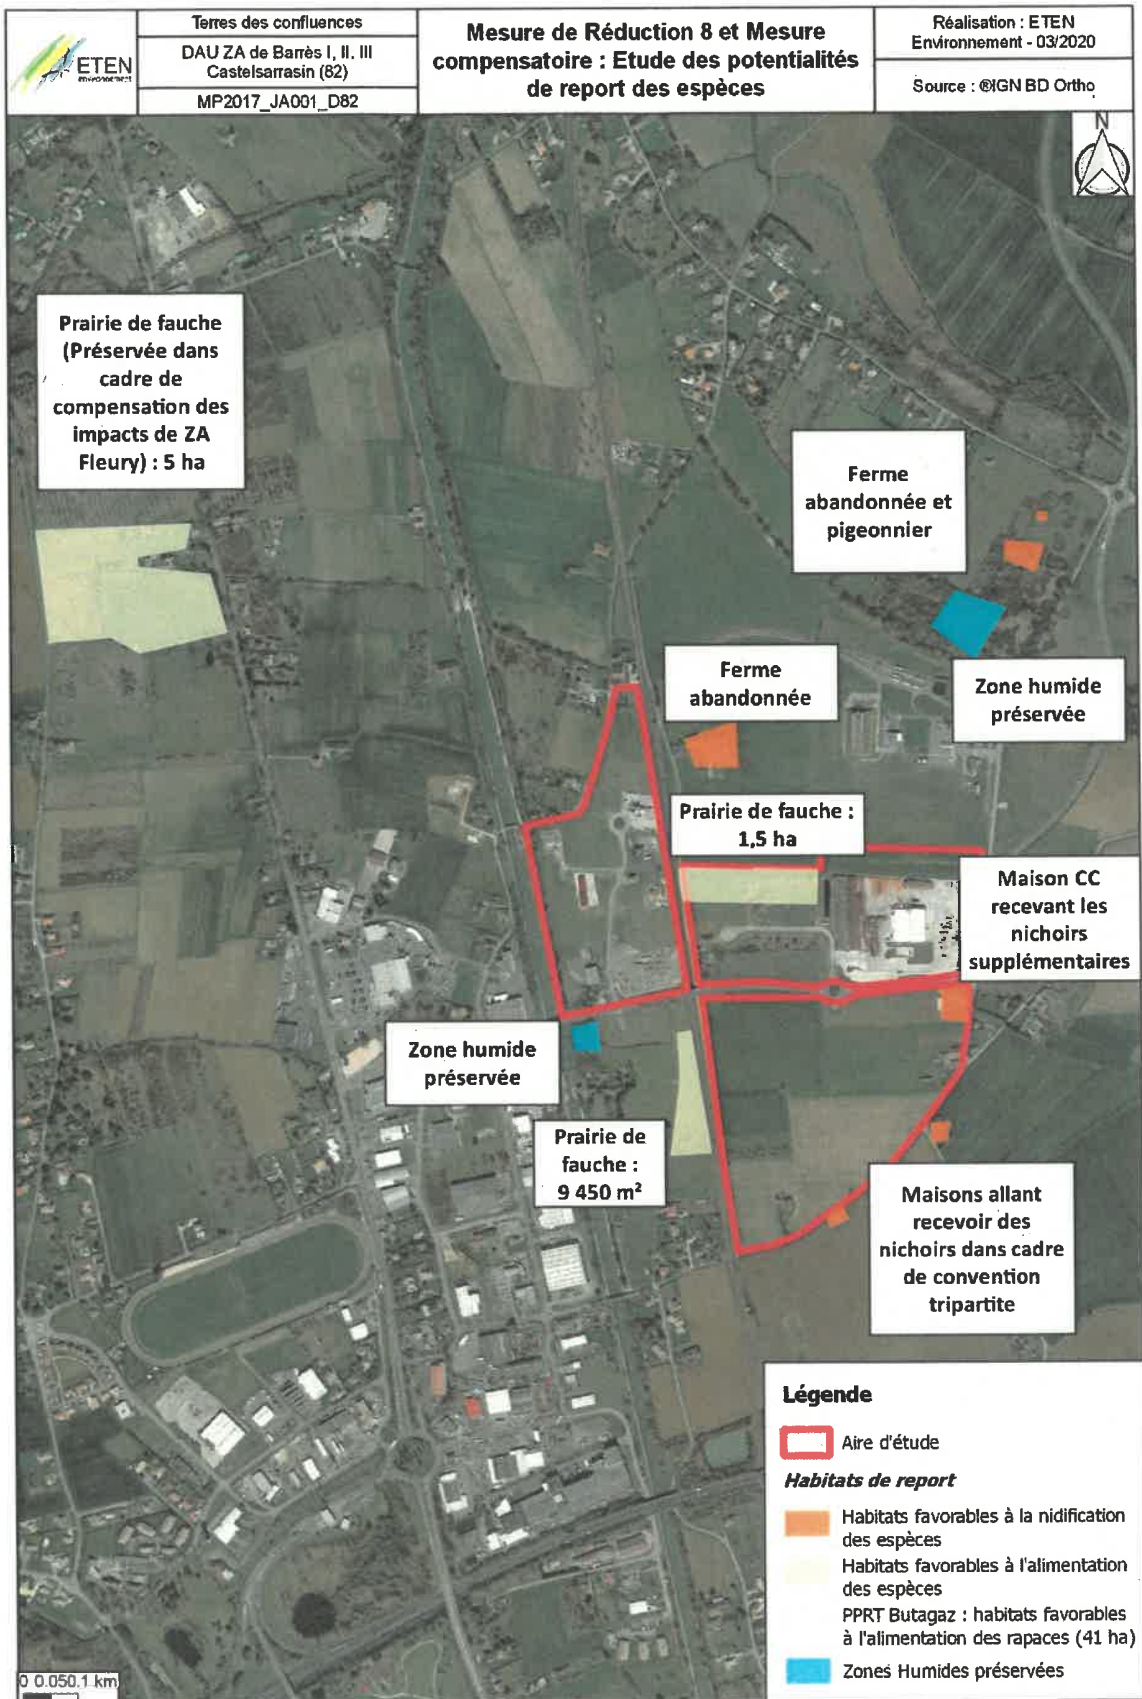 ETEN
environnement
Terres des confluences
DAU ZA de Barrès I, II, III
Castelsarrasin (82)
MP2017_JA001_D82
Mesure de Réduction 8 et Mesure
compensatoire : Etude des potentialités
de report des espèces
Réalisation : ETEN
Environnement - 03/2020
Source : ®IGN BD Ortho
N
Prairie de fauche
(Préservée dans
cadre de
compensation des
impacts de ZA
Fleury) : 5 ha
Ferme
abandonnée et
pigeonnier
Ferme
abandonnée
Zone humide
préservée
Prairie de fauche :
1,5 ha
Maison CC
recevant les
nichoirs
supplémentaires
Zone humide
préservée
Prairie de
fauche :
9 450 m²
Maisons allant
recevoir des
nichoirs dans cadre
de convention
tripartite
Légende
Aire d'étude
Habitats de report
Habitats favorables à la nidification
des espèces
Habitats favorables à l'alimentation
des espèces
PPRT Butagaz : habitats favorables
à l'alimentation des rapaces (41 ha)
Zones Humides préservées
0 0.050.1 km